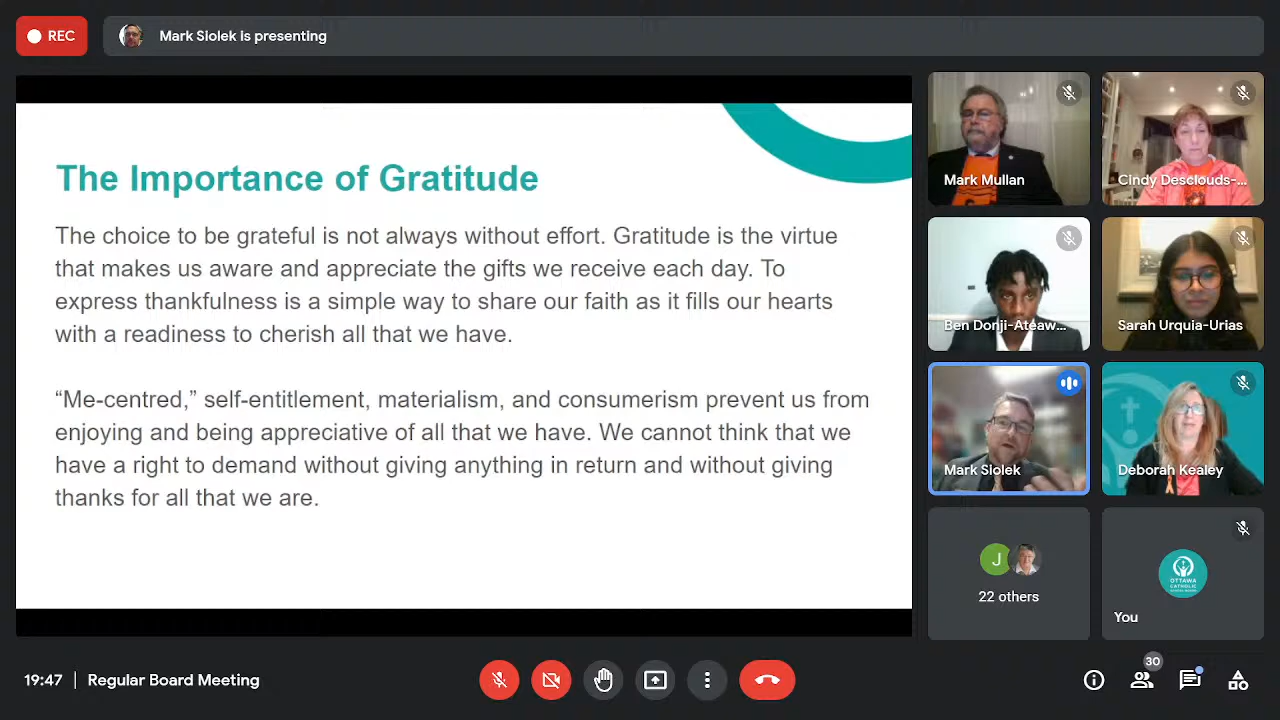 REC
Mark Slolek is presenting
The Importance of Gratitude
The choice to be grateful is not always without effort. Gratitude is the virtue
that makes us aware and appreciate the gifts we receive each day. To
express thankfulness is a simple way to share our faith as it fills our hearts
with a readiness to cherish all that we have.
“Me-centred,” self-entitlement, materialism, and consumerism prevent us from
enjoying and being appreciative of all that we have. We cannot think that we
have a right to demand without giving anything in return and without giving
thanks for all that we are.
Mark Mullan
Cindy Desclouds-...
Ben Donji-Ateaw...
Sarah Urquia-Urias
Mark Slolek
Deborah Kealey
J
22 others
OTTAWA
CATHOLIC
You
19:47 | Regular Board Meeting
30